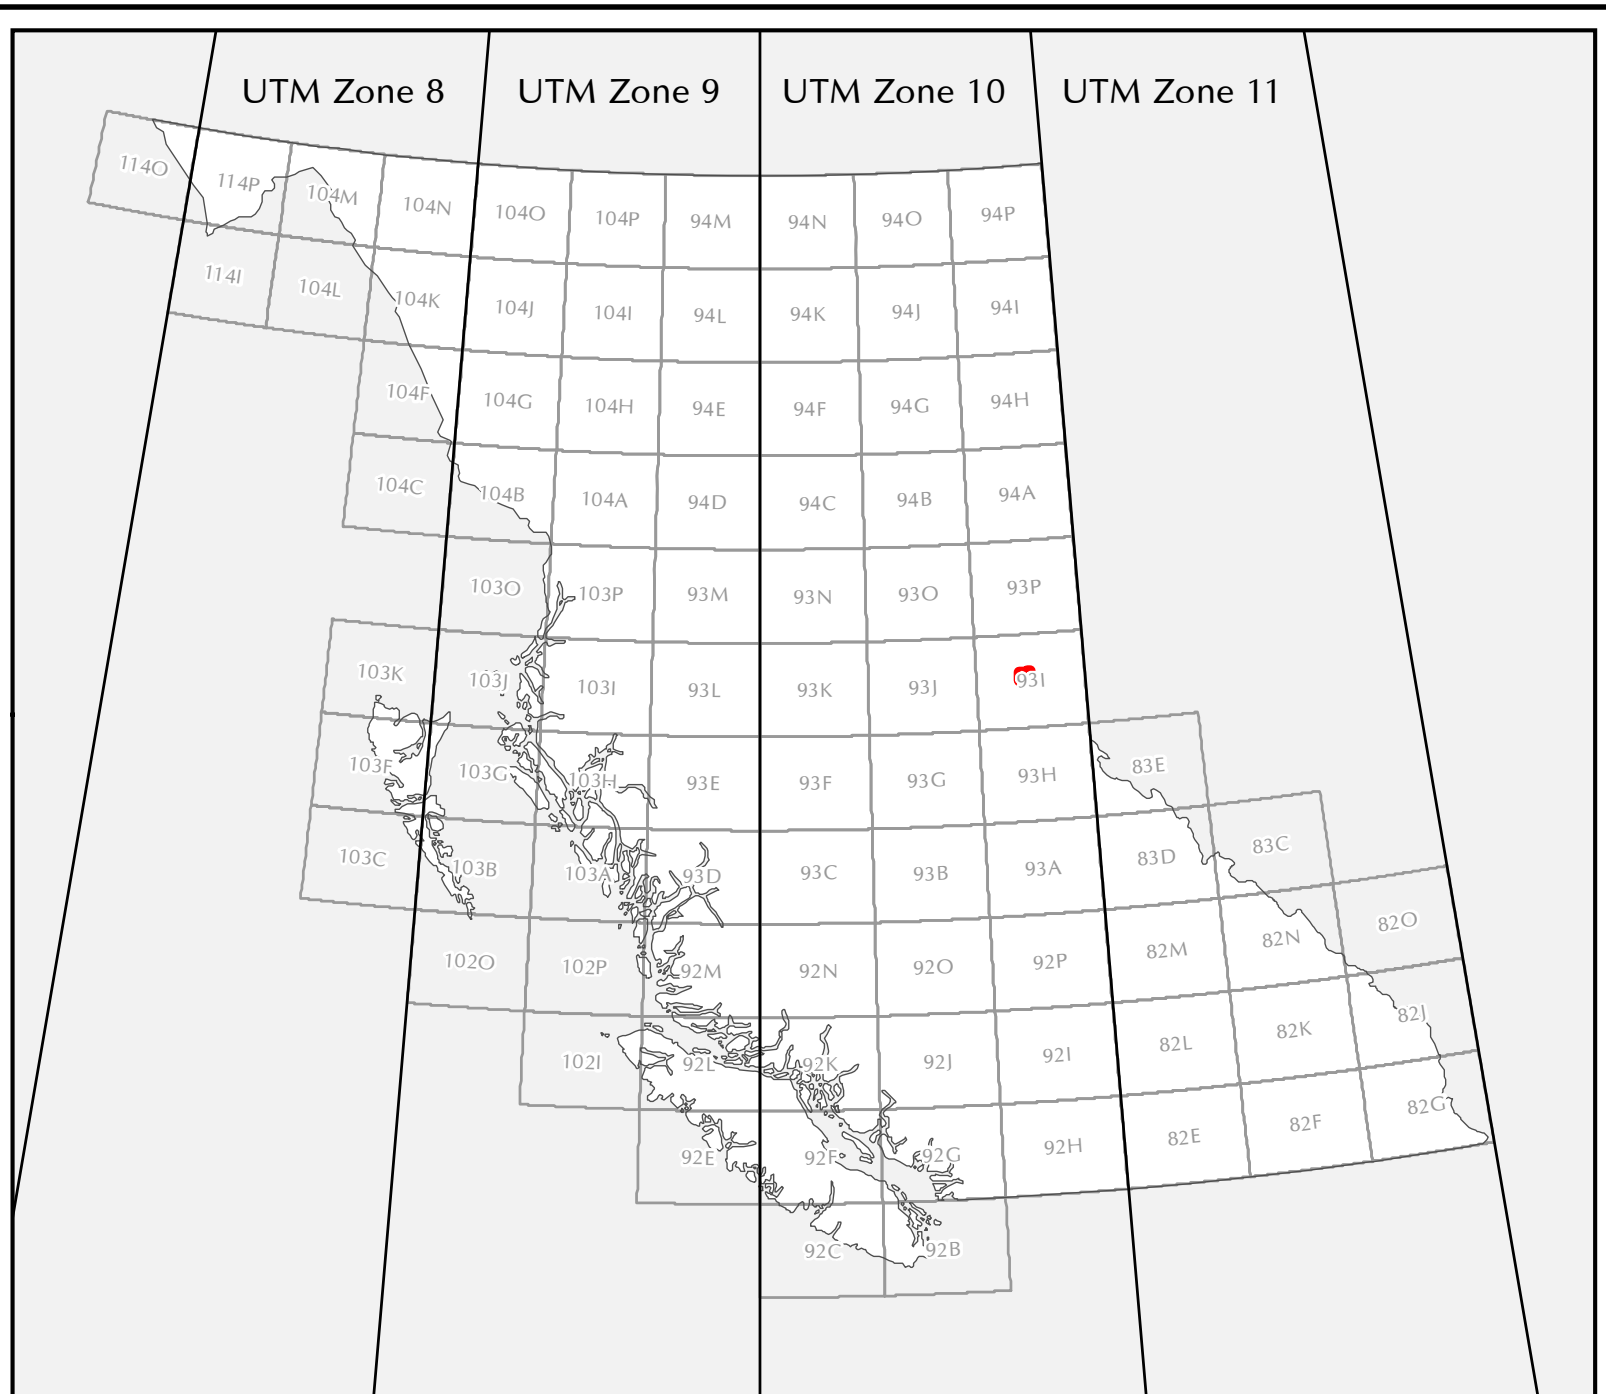 UTM Zone 8 UTM Zone 9 UTM Zone 10 UTM Zone 11
114O 114P 104M 104N 104O 104P 94M 94N 94O 94P
114I 104L 104K 104J 104I 94L 94K 94J 94I
104F 104G 104H 94E 94F 94G 94H
104C 104B 104A 94D 94C 94B 94A
103O 103P 93M 93N 93O 93P
103K 103J 103I 93L 93K 93J 93I
103F 103G 103H 93E 93F 93G 93H 83E
103C 103B 103A 93D 93C 93B 93A 83D 83C
102O 102P 92M 92N 92O 92P 82M 82N 82O
102I 92L 92K 92J 92I 82L 82K 82J
92E 92F 92G 92H 82E 82F 82G
92C 92B